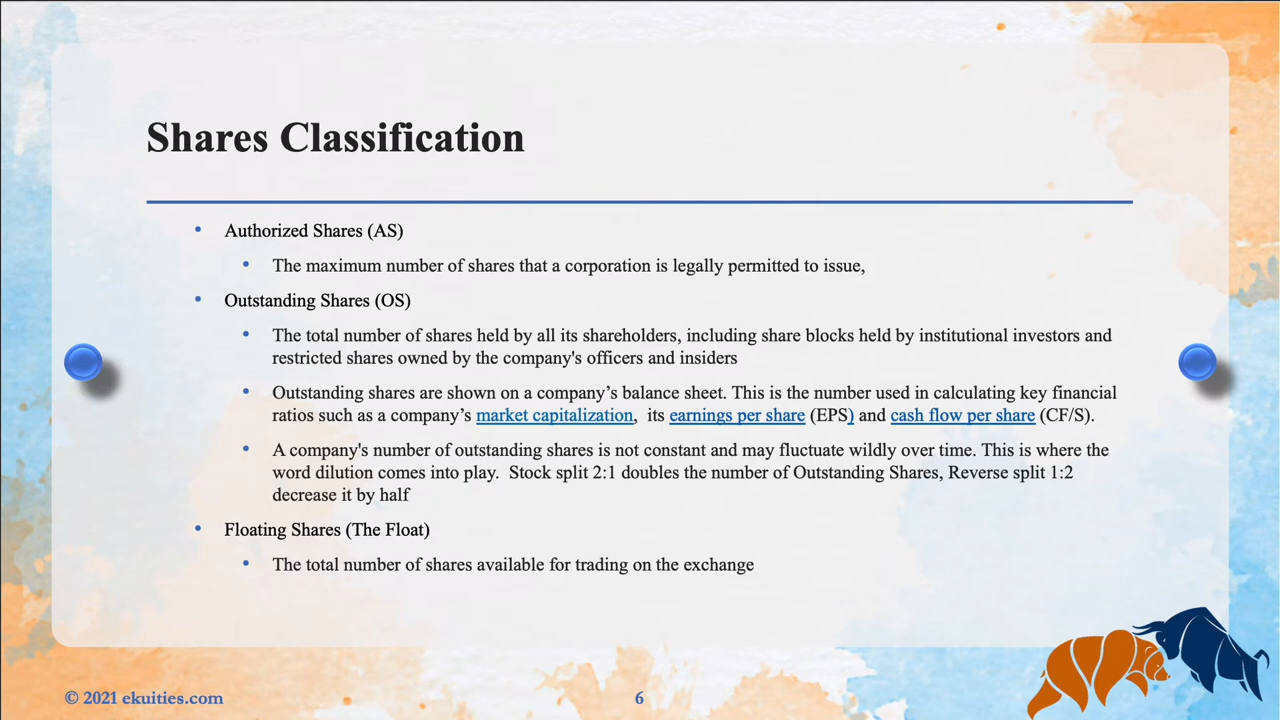 Shares Classification
• Authorized Shares (AS)
• The maximum number of shares that a corporation is legally permitted to issue,
• Outstanding Shares (OS)
• The total number of shares held by all its shareholders, including share blocks held by institutional investors and
restricted shares owned by the company's officers and insiders
• Outstanding shares are shown on a company’s balance sheet. This is the number used in calculating key financial
ratios such as a company’s market capitalization, its earnings per share (EPS) and cash flow per share (CF/S).
• A company's number of outstanding shares is not constant and may fluctuate wildly over time. This is where the
word dilution comes into play. Stock split 2:1 doubles the number of Outstanding Shares, Reverse split 1:2
decrease it by half
• Floating Shares (The Float)
• The total number of shares available for trading on the exchange
© 2021 ekuities.com
6